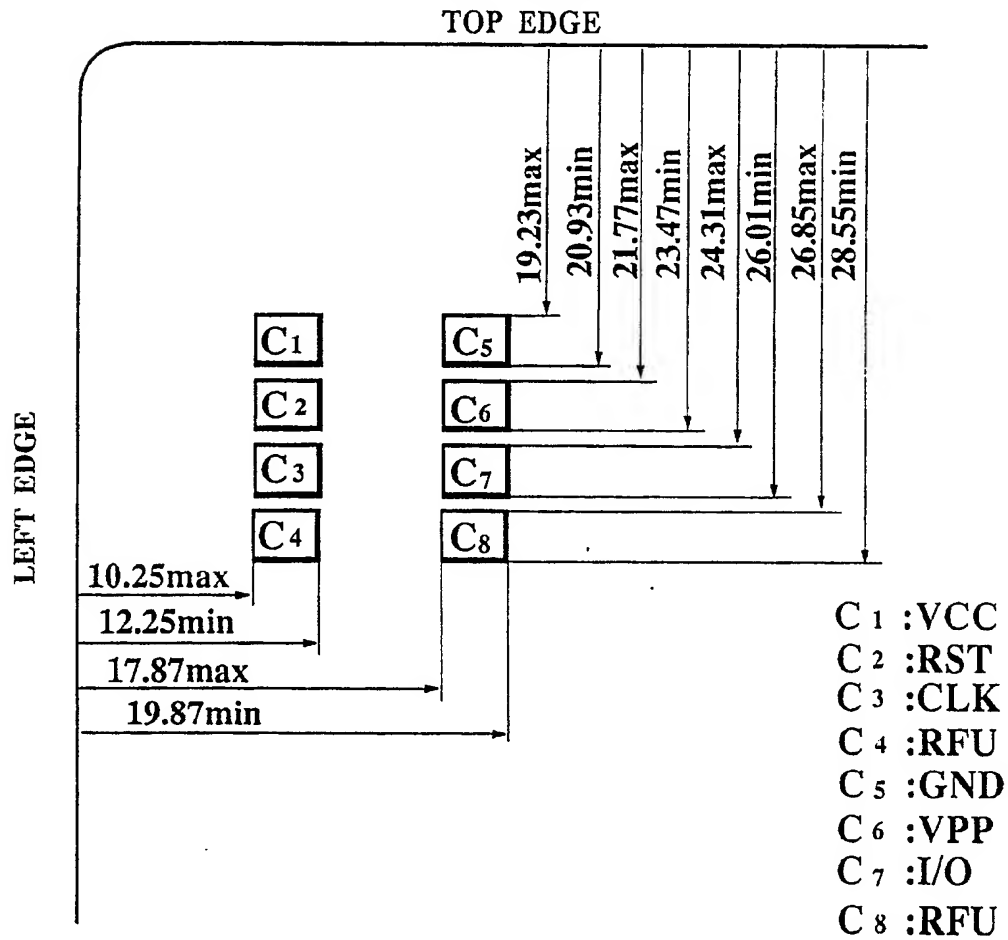 TOP EDGE
19.23max
20.93min
21.77max
23.47min
24.31max
26.01min
26.85max
28.55min
C1 C5
C2 C6
C3 C7
C4 C8
LEFT EDGE
10.25max
12.25min
17.87max
19.87min
C1 :VCC
C2 :RST
C3 :CLK
C4 :RFU
C5 :GND
C6 :VPP
C7 :I/O
C8 :RFU